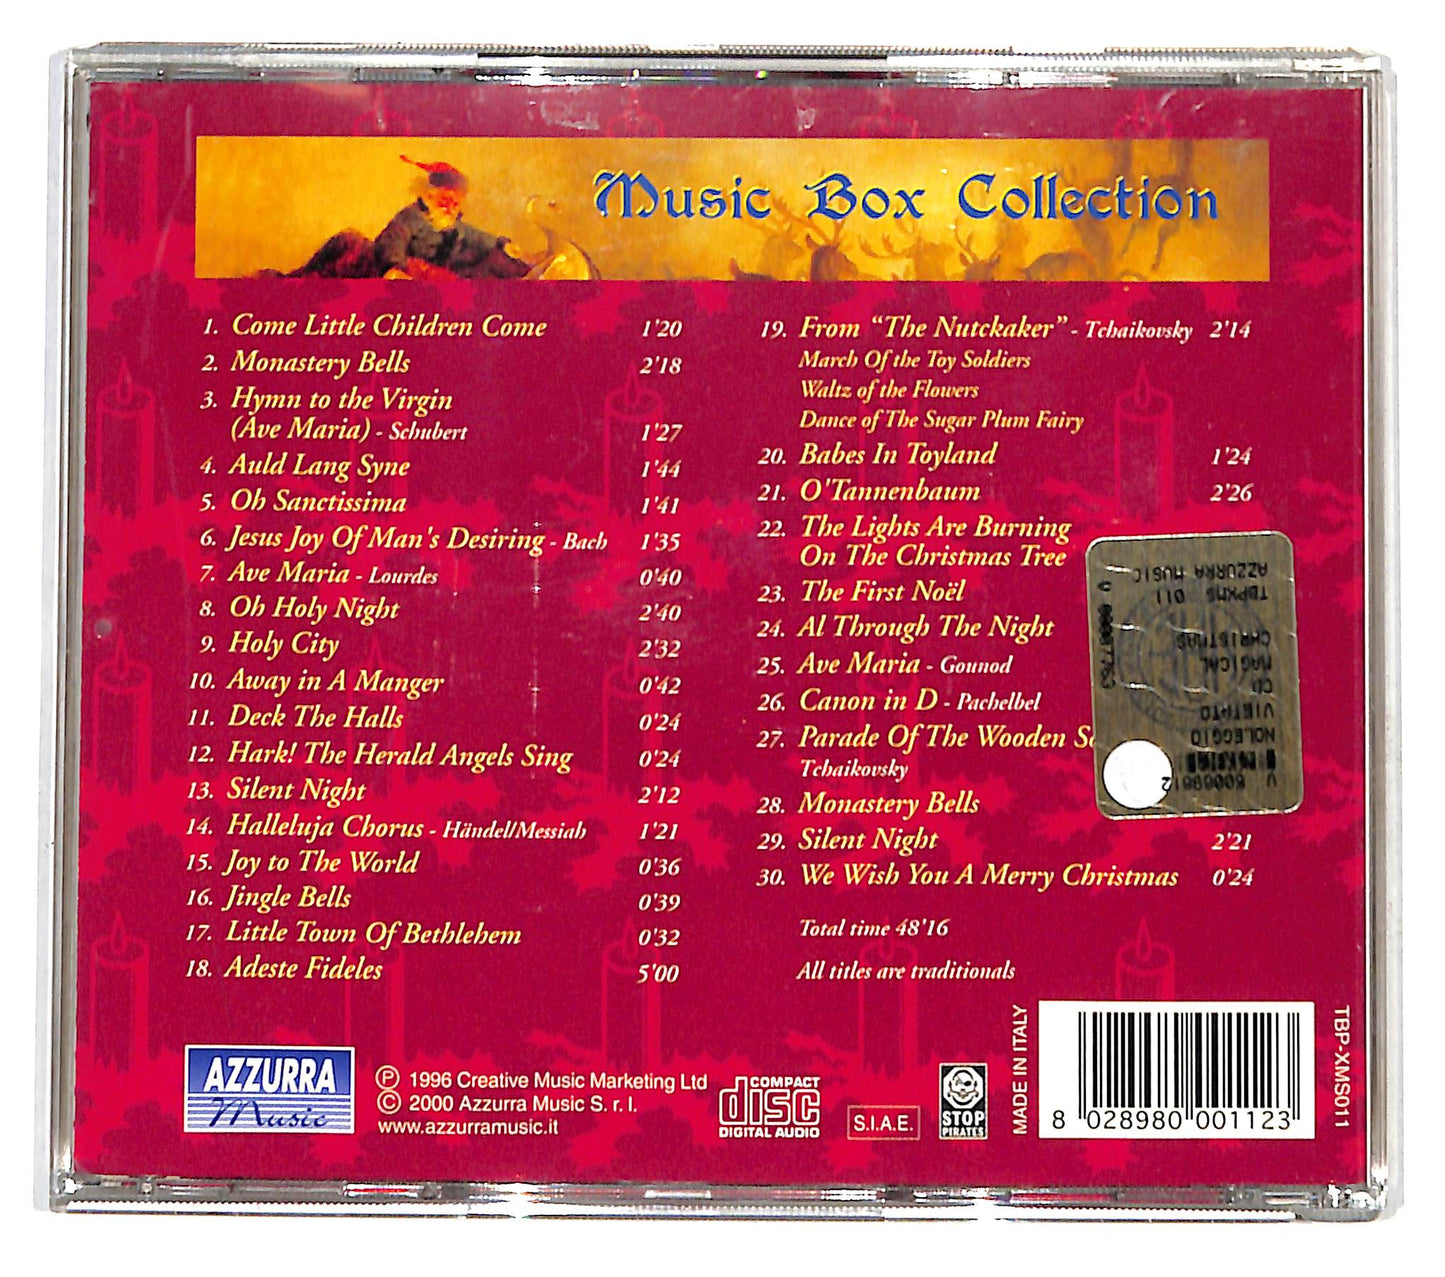 Music Box Collection
1. Come Little Children Come 1'20
2. Monastery Bells 2'18
3. Hymn to the Virgin
(Ave Maria) - Schubert 1'27
4. Auld Lang Syne 1'44
5. Oh Sanctissima 1'41
6. Jesus Joy Of Man's Desiring - Bach 1'35
7. Ave Maria - Lourdes 0'40
8. Oh Holy Night 2'40
9. Holy City 2'32
10. Away in A Manger 0'42
11. Deck The Halls 0'24
12. Hark! The Herald Angels Sing 0'24
13. Silent Night 2'12
14. Halleluja Chorus - Händel/Messiah 1'21
15. Joy to The World 0'36
16. Jingle Bells 0'39
17. Little Town Of Bethlehem 0'32
18. Adeste Fideles 5'00
19. From “The Nutckaker” - Tchaikovsky 2'14
March Of the Toy Soldiers
Waltz of the Flowers
Dance of The Sugar Plum Fairy
20. Babes In Toyland 1'24
21. O'Tannenbaum 2'26
22. The Lights Are Burning
On The Christmas Tree
23. The First Noël
24. Al Through The Night
25. Ave Maria - Gounod
26. Canon in D - Pachelbel
27. Parade Of The Wooden
Tchaikovsky
28. Monastery Bells
29. Silent Night 2'21
30. We Wish You A Merry Christmas 0'24
Total time 48'16
All titles are traditionals
AZZURRA MUSIC
TBPXMS 011
CHRISTMAS
MAGICAL
CD
VIETATO
NOLEGGIO
AZZURRA
Music
Ⓟ 1996 Creative Music Marketing Ltd
© 2000 Azzurra Music S. r. l.
www.azzurramusic.it
COMPACT
disc
DIGITAL AUDIO
S.I.A.E.
STOP
PIRATES
MADE IN ITALY
8 028980 001123
TBP-XMS011